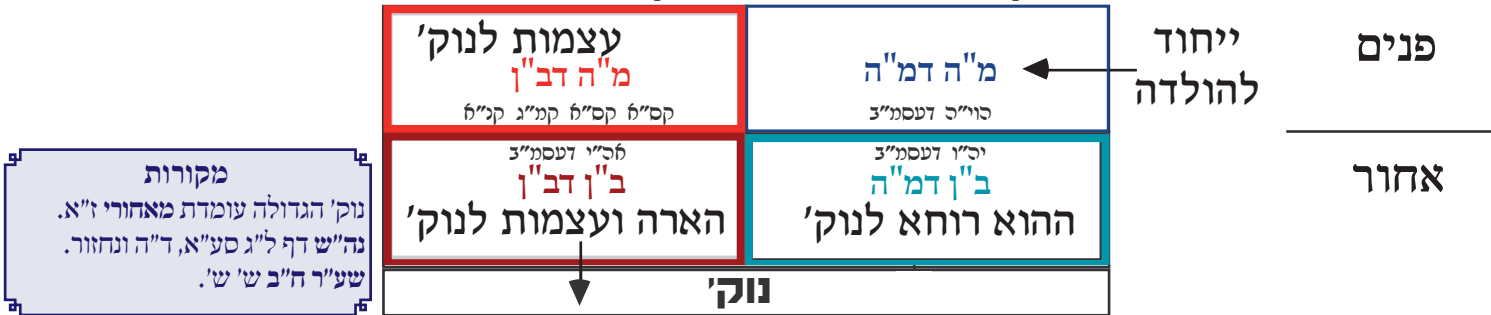 פנים
ייחוד
להולדה
מ"ה דמ"ה
הוי"ה דעסמ"ב
עצמות לנוק'
מ"ה דב"ן
קס"א קס"א קמ"ג קנ"א
אחור
יה"ו דעסמ"ב
ב"ן דמ"ה
ההוא רוחא לנוק'
אה"י דעסמ"ב
ב"ן דב"ן
הארה ועצמות לנוק'
נוק'
מקורות
נוק' הגדולה עומדת מאחורי ז"א.
נה"ש דף ל"ג סע"א, ד"ה ונחזור.
שע"ר ח"ב ש' ש'.